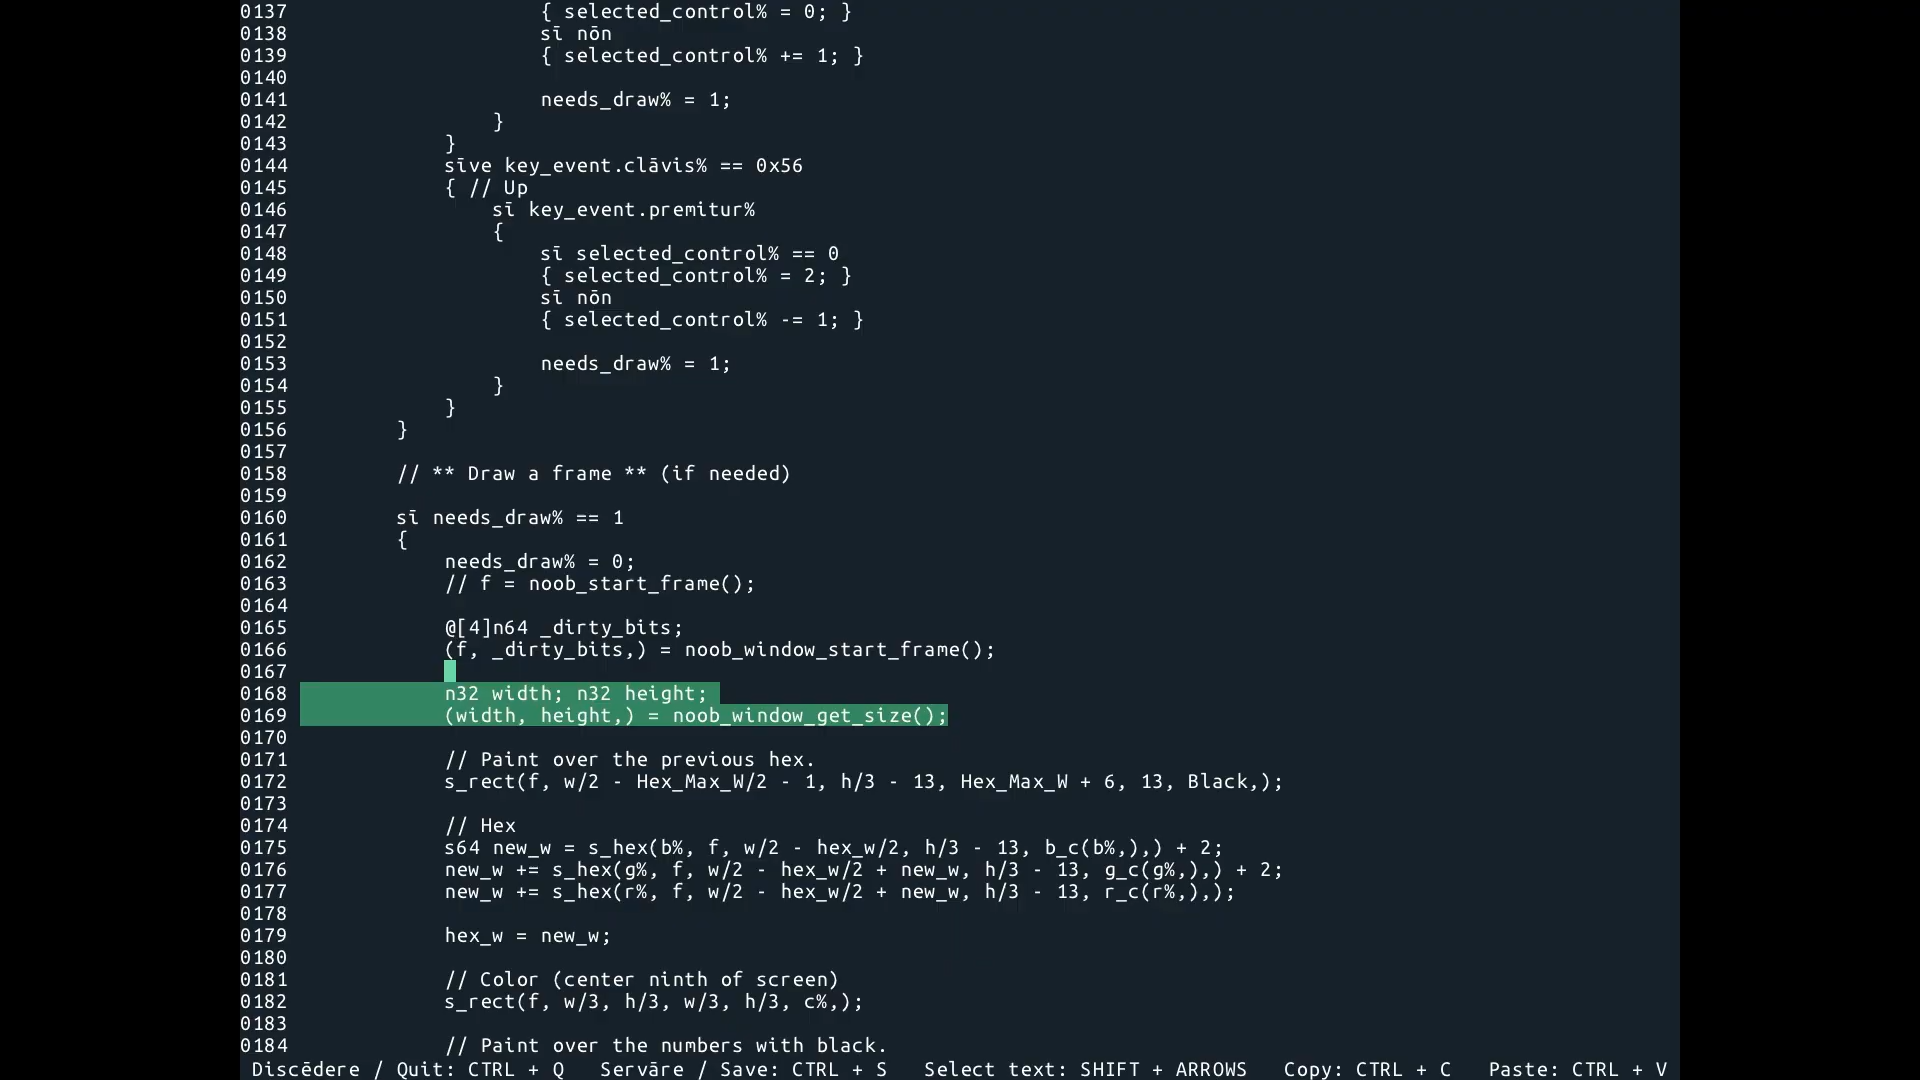 0137 { selected_control% = 0; }
0138 sī nōn
0139 { selected_control% += 1; }
0140
0141 needs_draw% = 1;
0142 }
0143 }
0144 sīve key_event.clāvis% == 0x56
0145 { // Up
0146 sī key_event.premitur%
0147 {
0148 sī selected_control% == 0
0149 { selected_control% = 2; }
0150 sī nōn
0151 { selected_control% -= 1; }
0152
0153 needs_draw% = 1;
0154 }
0155 }
0156 }
0157
0158 // ** Draw a frame ** (if needed)
0159
0160 sī needs_draw% == 1
0161 {
0162 needs_draw% = 0;
0163 // f = noob_start_frame();
0164
0165 @[4]n64 _dirty_bits;
0166 (f, _dirty_bits,) = noob_window_start_frame();
0167
0168 n32 width; n32 height;
0169 (width, height,) = noob_window_get_size();
0170
0171 // Paint over the previous hex.
0172 s_rect(f, w/2 - Hex_Max_W/2 - 1, h/3 - 13, Hex_Max_W + 6, 13, Black,);
0173
0174 // Hex
0175 s64 new_w = s_hex(b%, f, w/2 - hex_w/2, h/3 - 13, b_c(b%,),) + 2;
0176 new_w += s_hex(g%, f, w/2 - hex_w/2 + new_w, h/3 - 13, g_c(g%,),) + 2;
0177 new_w += s_hex(r%, f, w/2 - hex_w/2 + new_w, h/3 - 13, r_c(r%,),);
0178
0179 hex_w = new_w;
0180
0181 // Color (center ninth of screen)
0182 s_rect(f, w/3, h/3, w/3, h/3, c%,);
0183
0184 // Paint over the numbers with black.
Discēdere / Quit: CTRL + Q Servāre / Save: CTRL + S Select text: SHIFT + ARROWS Copy: CTRL + C Paste: CTRL + V